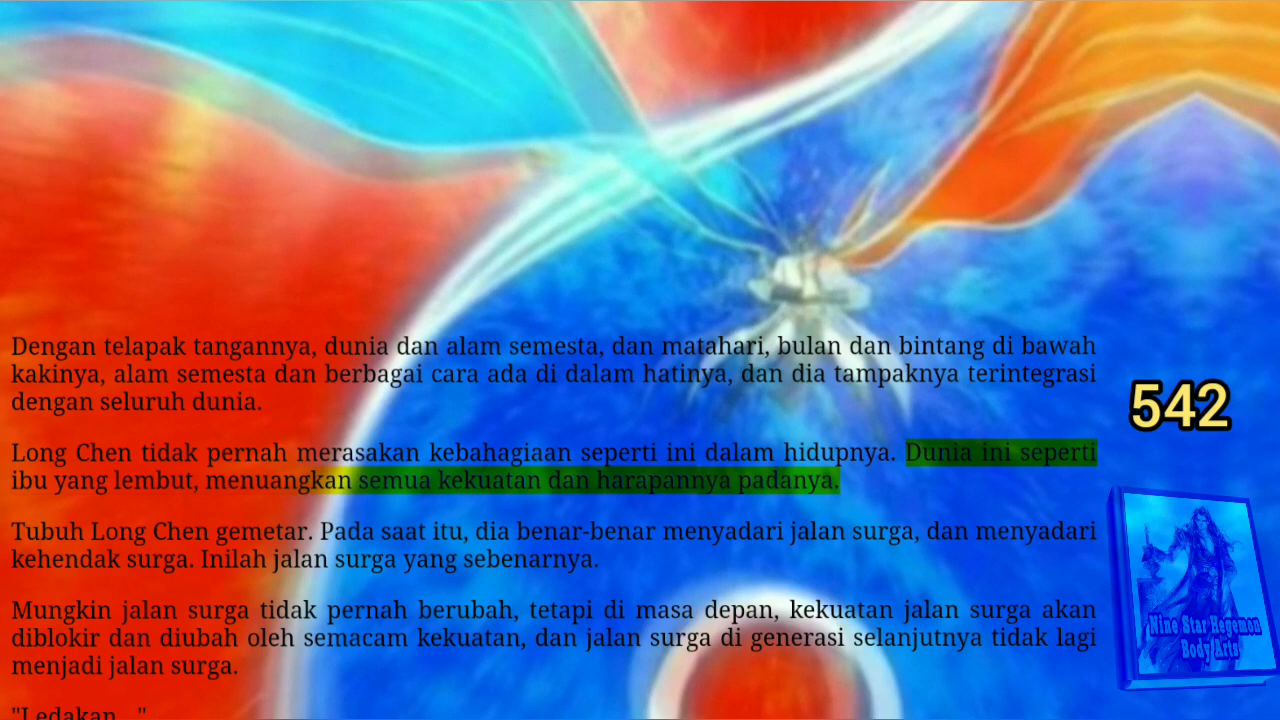 Dengan telapak tangannya, dunia dan alam semesta, dan matahari, bulan dan bintang di bawah
kakinya, alam semesta dan berbagai cara ada di dalam hatinya, dan dia tampaknya terintegrasi
dengan seluruh dunia.
Long Chen tidak pernah merasakan kebahagiaan seperti ini dalam hidupnya. Dunia ini seperti
ibu yang lembut, menuangkan semua kekuatan dan harapannya padanya.
Tubuh Long Chen gemetar. Pada saat itu, dia benar-benar menyadari jalan surga, dan menyadari
kehendak surga. Inilah jalan surga yang sebenarnya.
Mungkin jalan surga tidak pernah berubah, tetapi di masa depan, kekuatan jalan surga akan
diblokir dan diubah oleh semacam kekuatan, dan jalan surga di generasi selanjutnya tidak lagi
menjadi jalan surga.
"Ledakan..."
542
Nine Star Hegemon
Body Arts